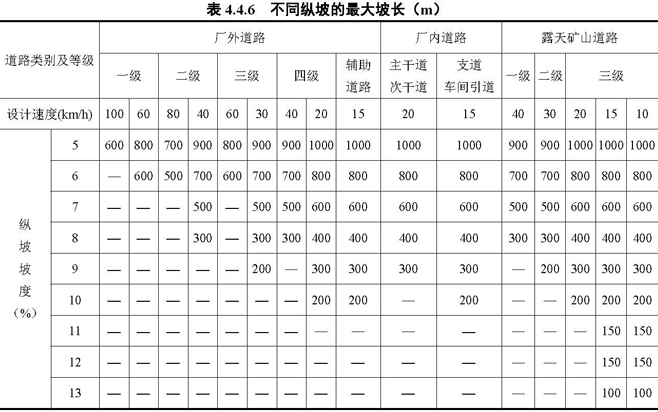 表 4.4.6 不同纵坡的最大坡长（m）
道路类别及等级 厂外道路 厂内道路 露天矿山道路
一级 二级 三级 四级 辅助道路 主干道次干道 支道车间引道 一级 二级 三级
设计速度(km/h) 100 60 80 40 60 30 40 20 15 20 15 40 30 20 15 10
纵坡坡度（%）
5 600 800 700 900 800 900 900 1000 1000 1000 1000 900 900 1000 1000 1000
6 — 600 500 700 600 700 700 800 800 800 800 700 700 800 800 800
7 — — — 500 — 500 500 600 600 600 600 500 500 600 600 600
8 — — — 300 — 300 300 400 400 400 400 300 300 400 400 400
9 — — — — — 200 — 300 300 300 300 — 200 300 300 300
10 — — — — — — — 200 200 — 200 — — 200 200 200
11 — — — — — — — — — — — — — — 150 150
12 — — — — — — — — — — — — — — 150 150
13 — — — — — — — — — — — — — — 100 100